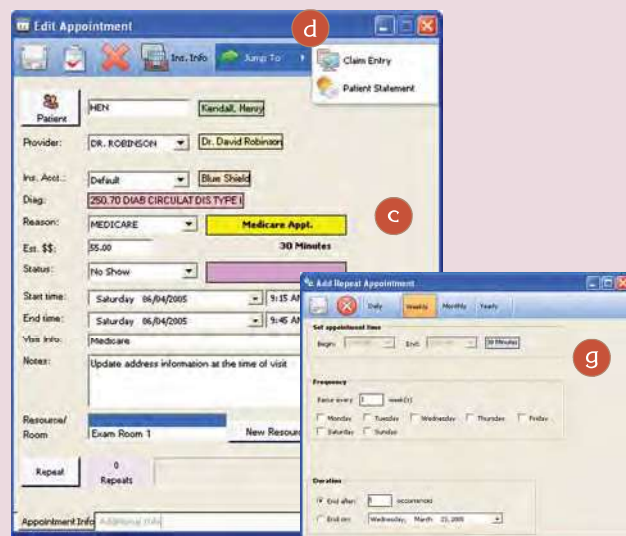 Edit Appointment
d
Ins. Info
Jump To
Claim Entry
Patient Statement
Patient
HEN
Kendall, Henry
Provider:
DR. ROBINSON
Dr. David Robinson
Ins. Acct.:
Default
Blue Shield
Diag:
250.70 DIAB CIRCULAT DIS TYPE I
c
Reason:
MEDICARE
Medicare Appt.
Est. $$:
55.00
30 Minutes
Status:
No Show
Start time:
Saturday 06/04/2005
9:15 AM
End time:
Saturday 06/04/2005
9:45 AM
Visit Info:
Medicare
Notes:
Update address information at the time of visit
Resource/
Room
Exam Room 1
New Resour
Repeat
0
Repeats
Appointment Info
Additional Info
Add Repeat Appointment
Daily
Weekly
Monthly
Yearly
Set appointment time
Begin:
End:
30 Minutes
g
Frequency
Recur every
week(s)
Monday Tuesday Wednesday Thursday Friday
Saturday Sunday
Duration
End after:
occurrences
End on:
Wednesday, March 23, 2005